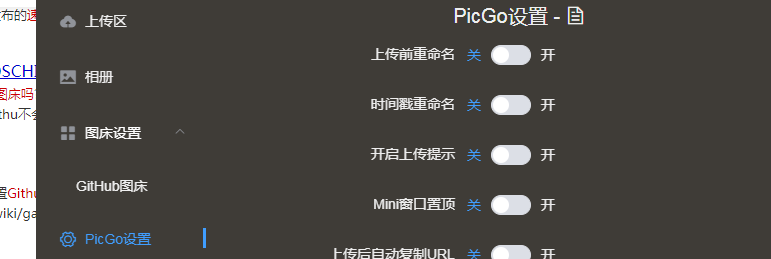 布的速
OSCHI
图床吗
thu不会
置Githu
wiki/ga
上传区
相册
图床设置
GitHub图床
PicGo设置
PicGo设置 -
上传前重命名 关 开
时间戳重命名 关 开
开启上传提示 关 开
Mini窗口置顶 关 开
上传后自动复制URL 关 开